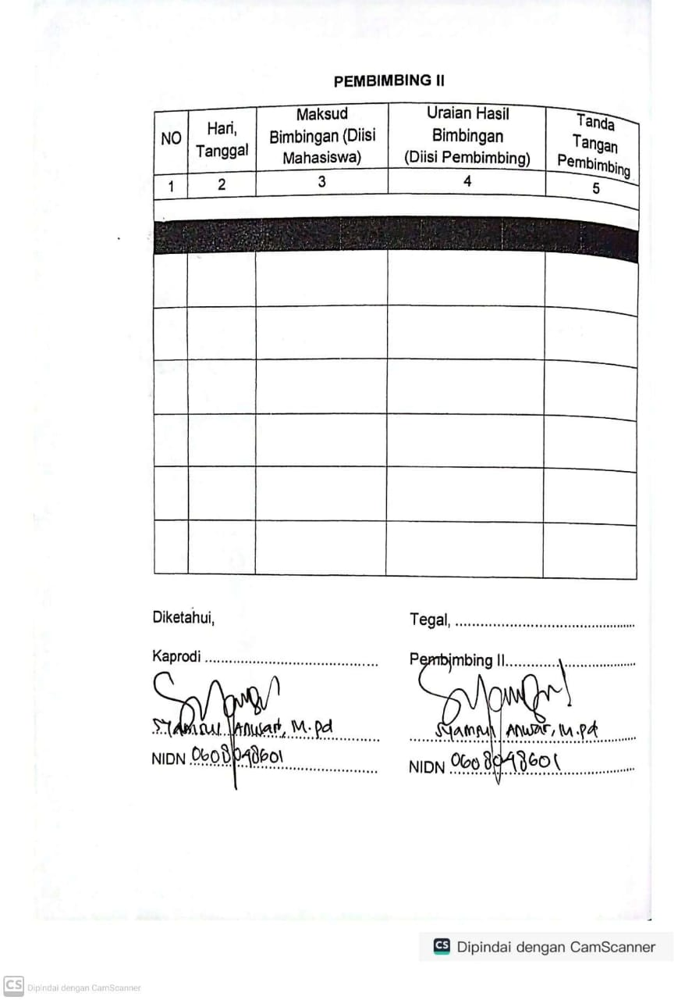 PEMBIMBING II
NO
Hari,
Tanggal
Maksud
Bimbingan (Diisi
Mahasiswa)
Uraian Hasil
Bimbingan
(Diisi Pembimbing)
Tanda
Tangan
Pembimbing
1 2 3 4 5
Diketahui,
Kaprodi
Syamsul Anwar, M.pd
NIDN 0608048601
Tegal,
Pembimbing II
Syamsul Anwar, M.pd
NIDN 0608048601
CS Dipindai dengan CamScanner
CS Dipindai dengan CamScanner